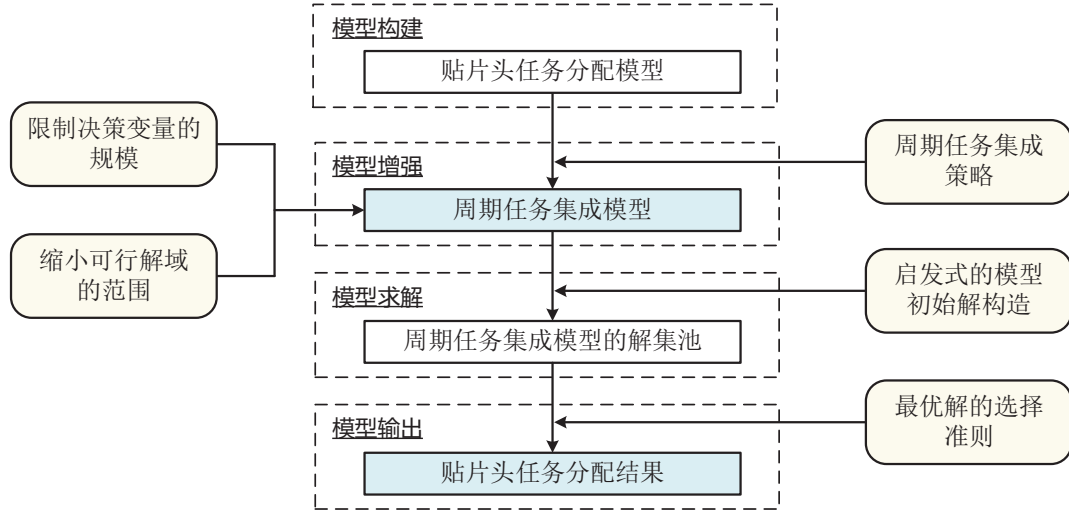 模型构建
贴片头任务分配模型
限制决策变量的
规模
缩小可行解域
的范围
模型增强
周期任务集成模型
周期任务集成
策略
模型求解
周期任务集成模型的解集池
启发式的模型
初始解构造
模型输出
贴片头任务分配结果
最优解的选择
准则